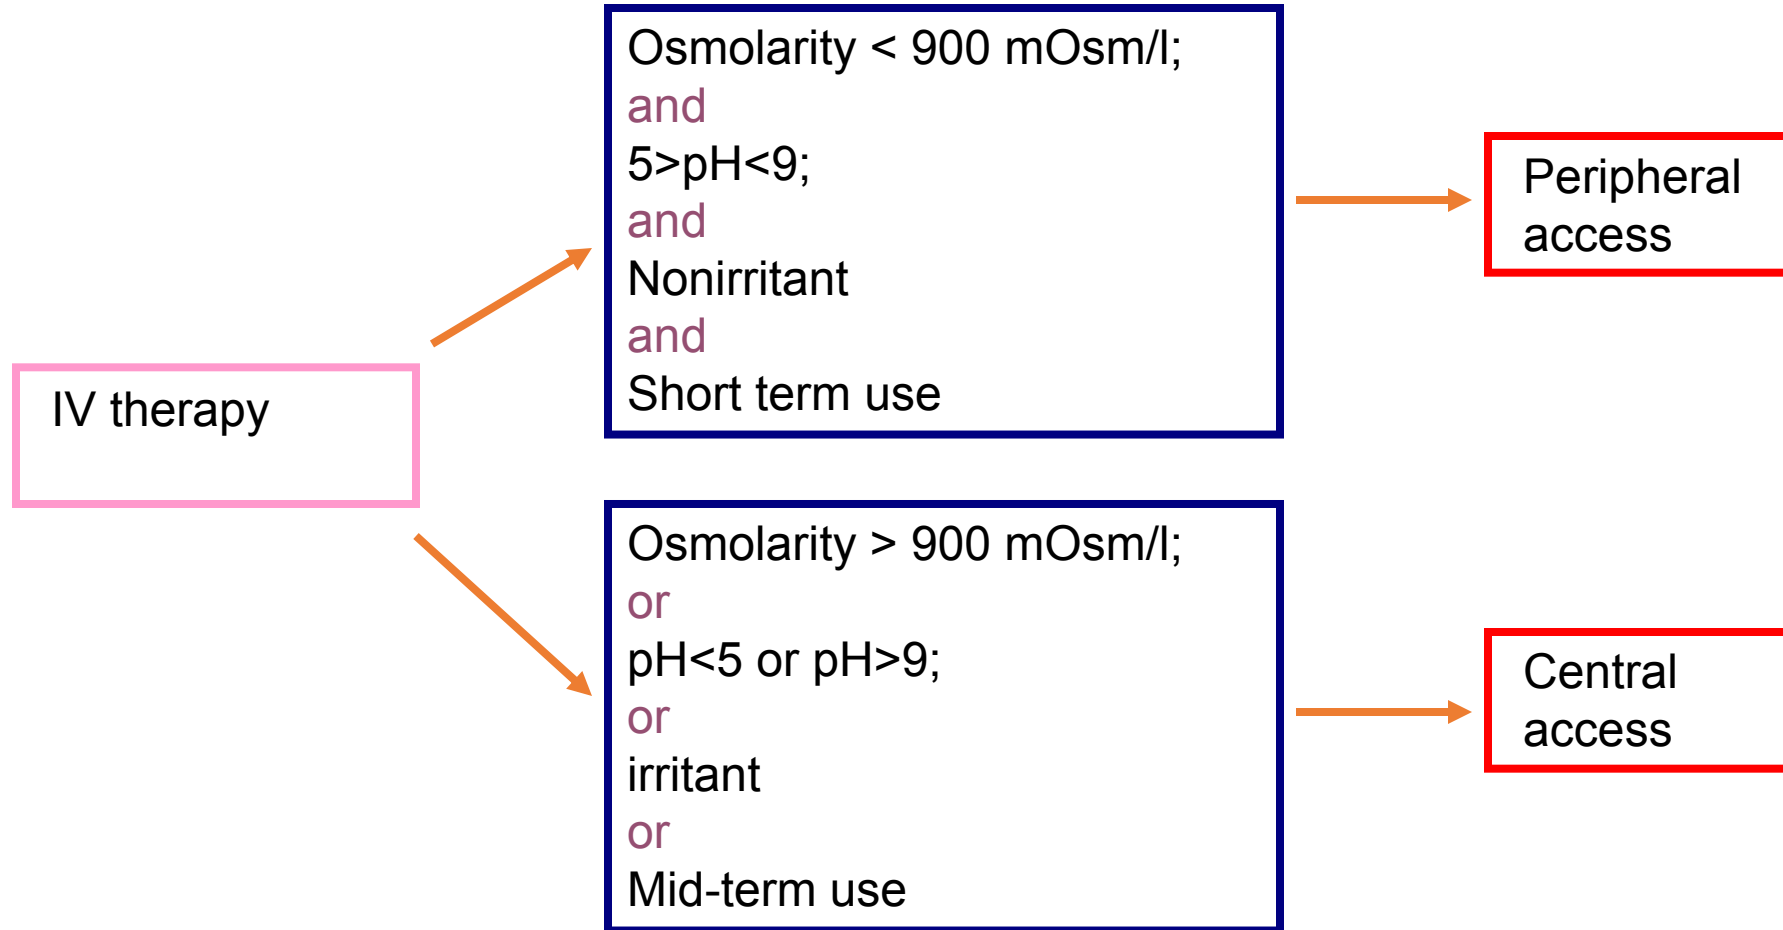 IV therapy
Osmolarity < 900 mOsm/l;
and
5>pH<9;
and
Nonirritant
and
Short term use
Peripheral
access
Osmolarity > 900 mOsm/l;
or
pH<5 or pH>9;
or
irritant
or
Mid-term use
Central
access